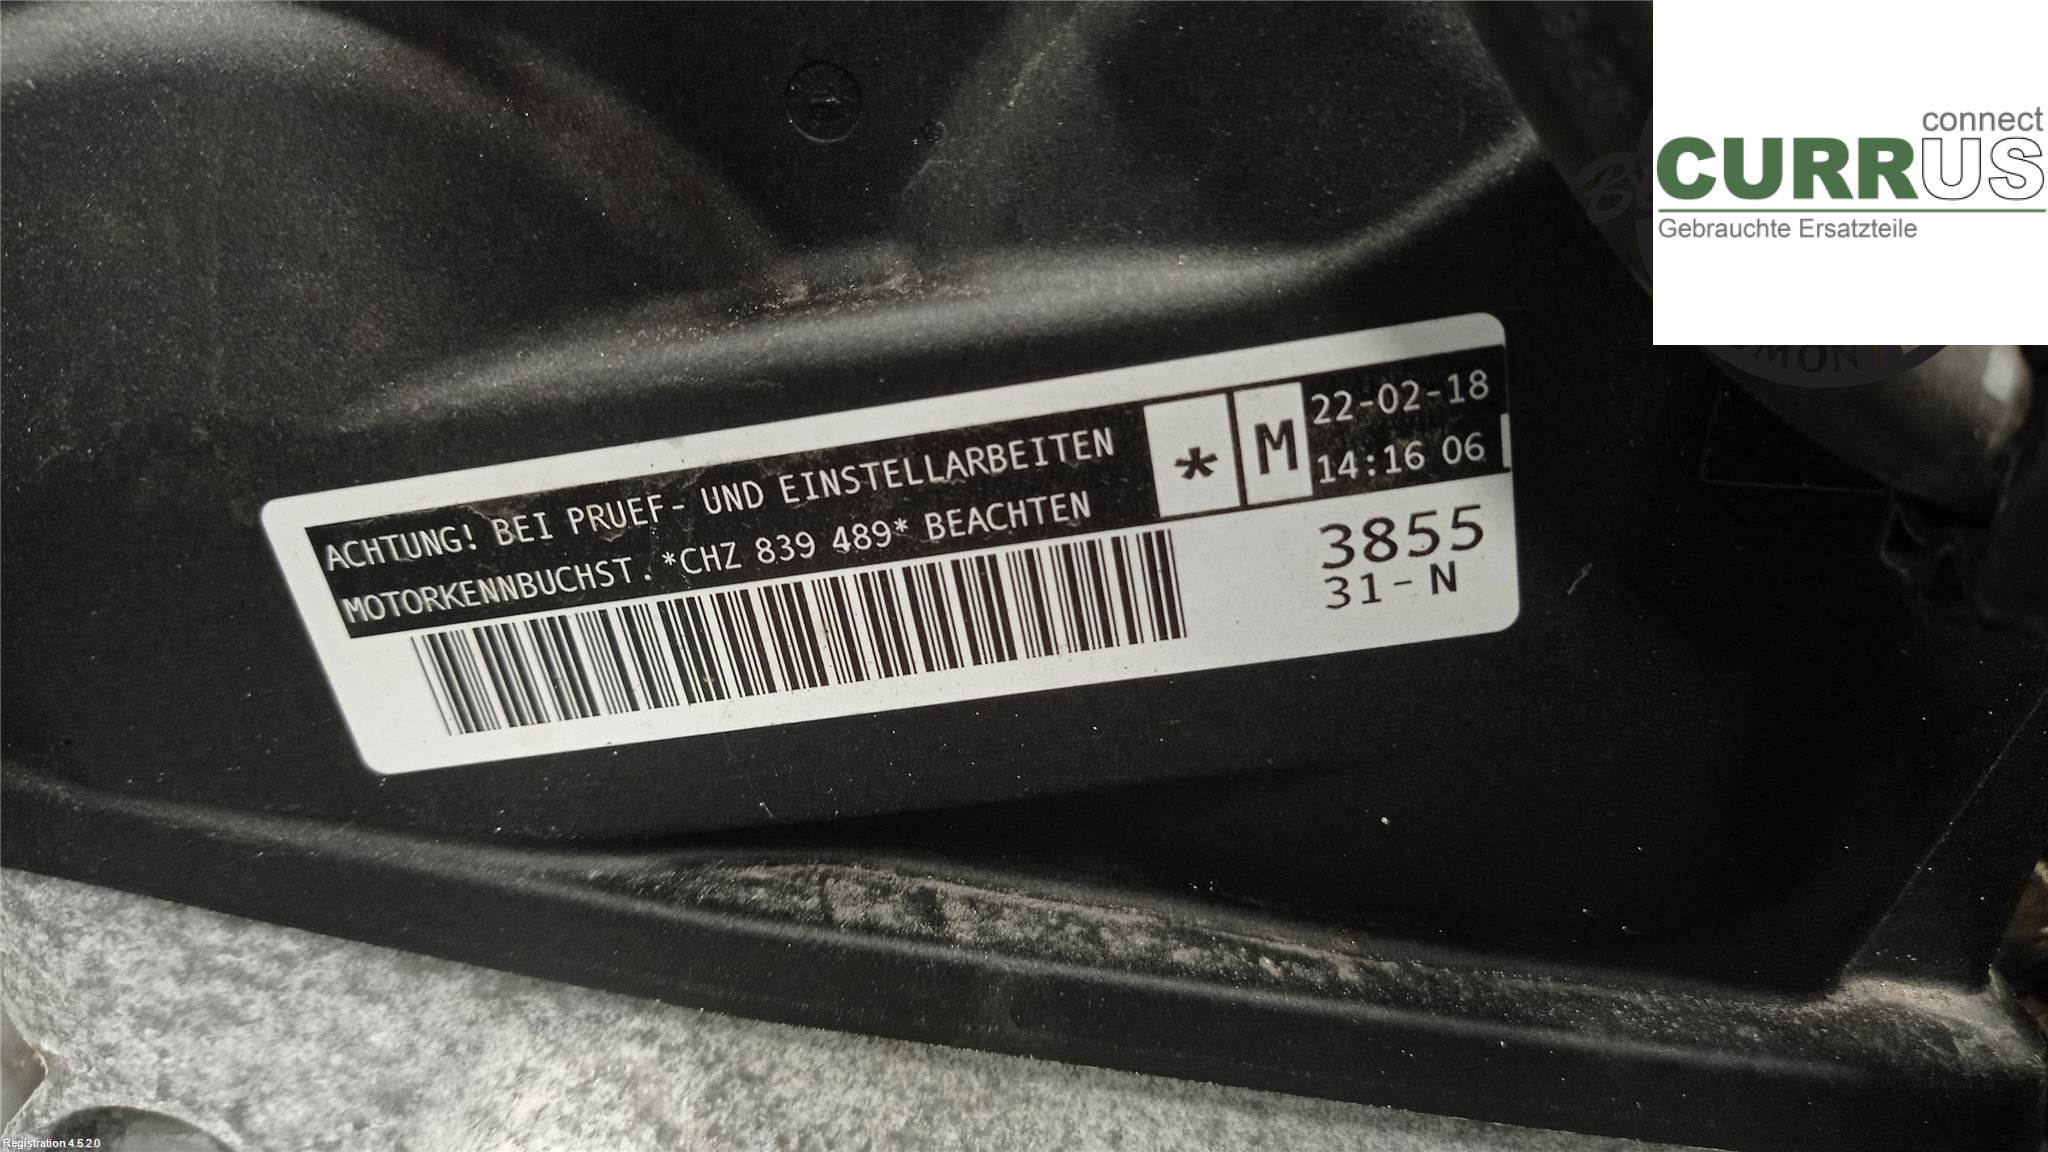 connect
CURRUS
Gebrauchte Ersatzteile
MON
ACHTUNG! BEI PRUEF- UND EINSTELLARBEITEN
MOTORKENNBUCHST. *CHZ 839 489* BEACHTEN
* M
22-02-18
14:16 06
3855
31-N
Registration 4.5.2.0